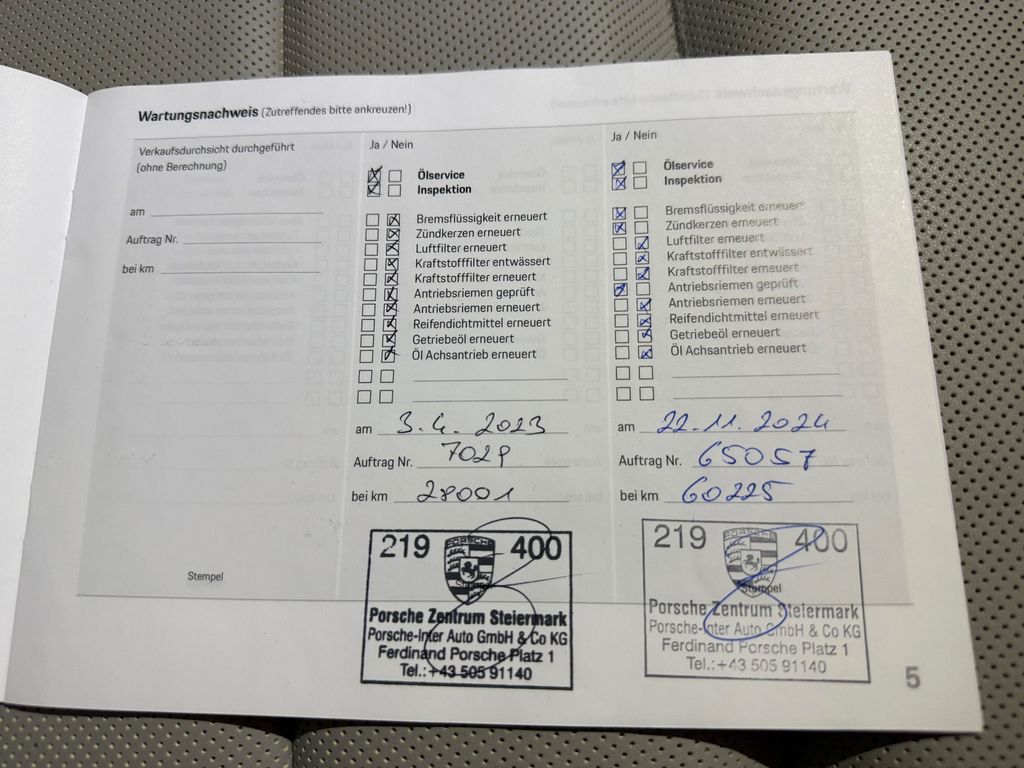 Wartungsnachweis (Zutreffendes bitte ankreuzen!)
Verkaufsdurchsicht durchgeführt
(ohne Berechnung)
am
Auftrag Nr.
bei km
Stempel
Ja / Nein
Ölservice
Inspektion
Bremsflüssigkeit erneuert
Zündkerzen erneuert
Luftfilter erneuert
Kraftstofffilter entwässert
Kraftstofffilter erneuert
Antriebsriemen geprüft
Antriebsriemen erneuert
Reifendichtmittel erneuert
Getriebeöl erneuert
Öl Achsantrieb erneuert
am 3.4.2023
Auftrag Nr.
bei km 28001
219 400
PORSCHE
Stempel
Porsche Zentrum Steiermark
Porsche-Inter Auto GmbH & Co KG
Ferdinand Porsche Platz 1
Tel.:+43 505 91140
Ja / Nein
Ölservice
Inspektion
Bremsflüssigkeit erneuert
Zündkerzen erneuert
Luftfilter erneuert
Kraftstofffilter entwässert
Kraftstofffilter erneuert
Antriebsriemen geprüft
Antriebsriemen erneuert
Reifendichtmittel erneuert
Getriebeöl erneuert
Öl Achsantrieb erneuert
am 22.11.2024
Auftrag Nr. 65057
bei km 60225
219 400
PORSCHE
Stempel
Porsche Zentrum Steiermark
Porsche-Inter Auto GmbH & Co KG
Ferdinand Porsche Platz 1
Tel.:+43 505 91140
5